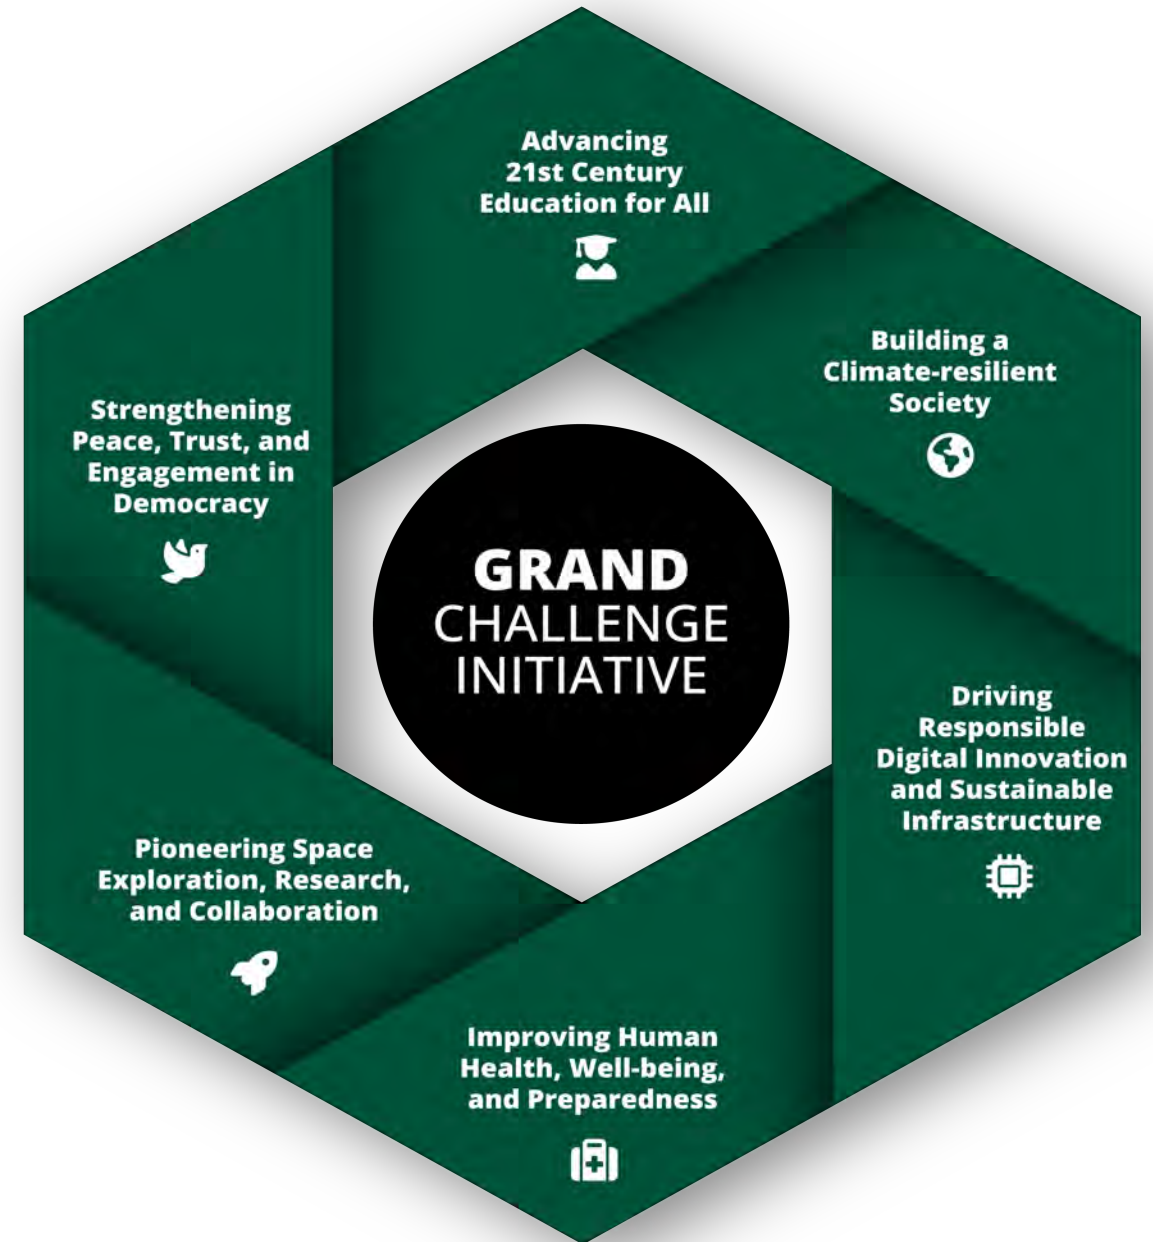 Advancing
21st Century
Education for All
Building a
Climate-resilient
Society
Driving
Responsible
Digital Innovation
and Sustainable
Infrastructure
Improving Human
Health, Well-being,
and Preparedness
Pioneering Space
Exploration, Research,
and Collaboration
Strengthening
Peace, Trust, and
Engagement in
Democracy
GRAND
CHALLENGE
INITIATIVE